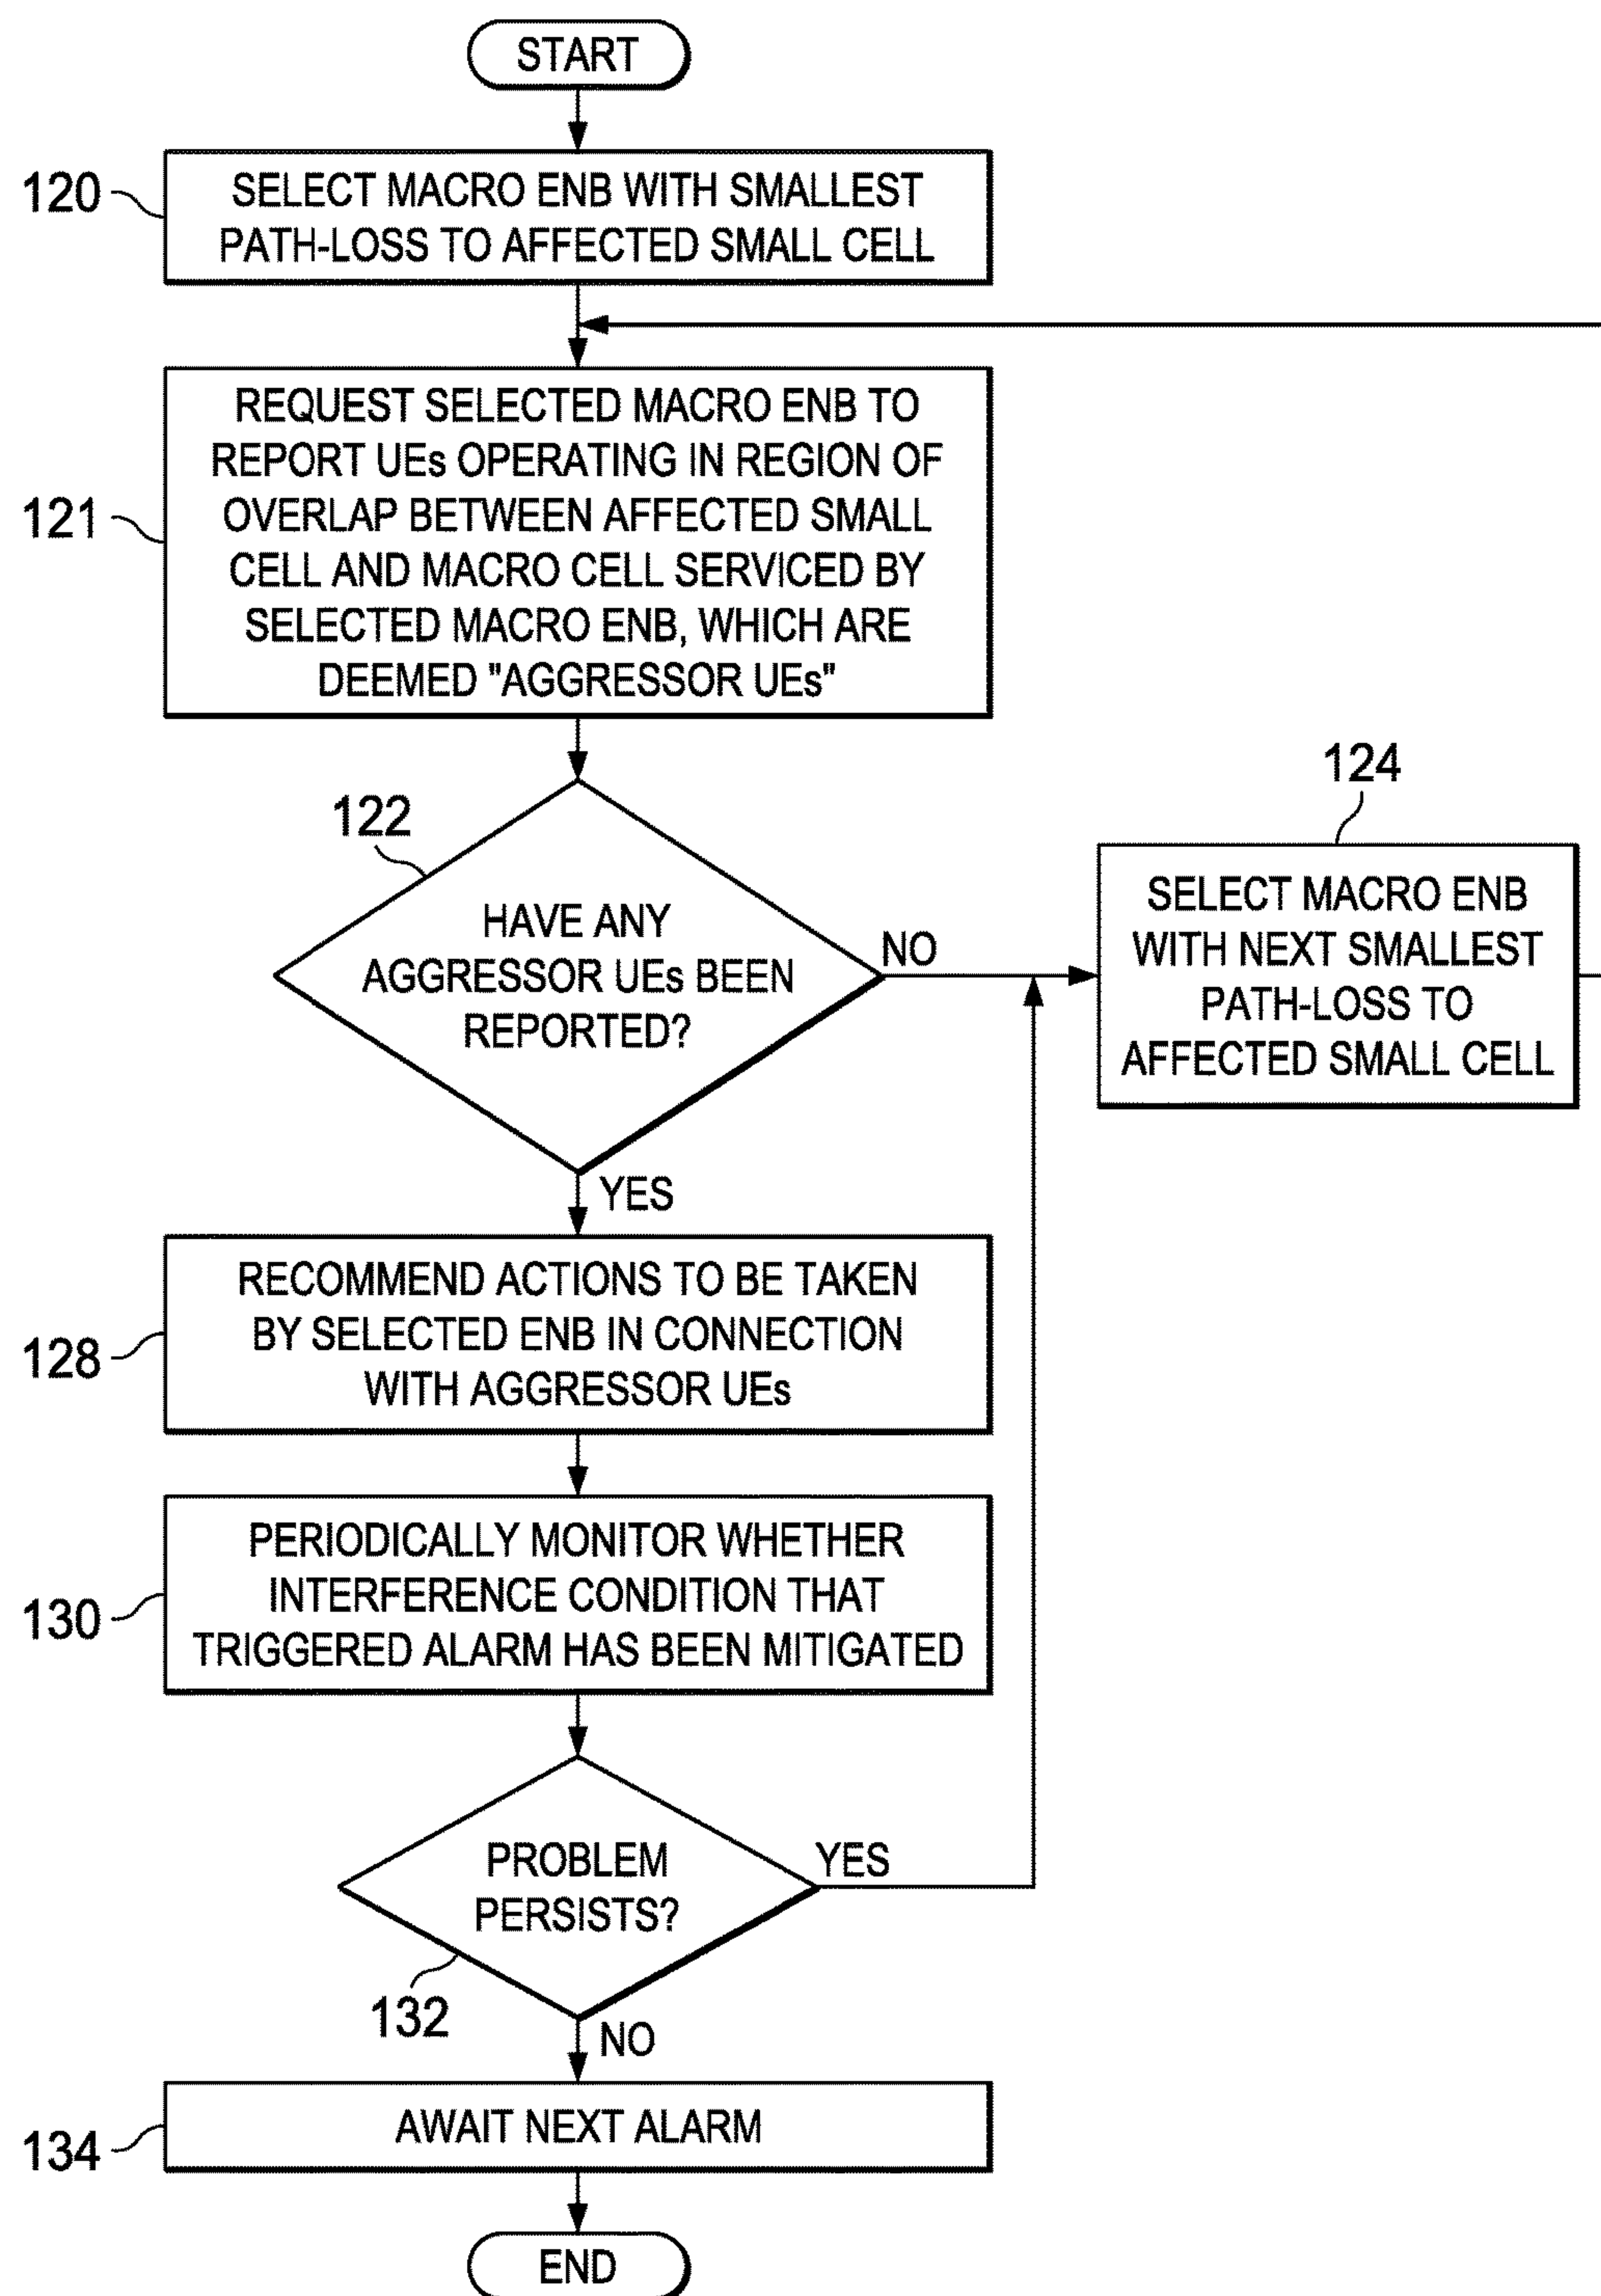 START
120
SELECT MACRO ENB WITH SMALLEST
PATH-LOSS TO AFFECTED SMALL CELL
121
REQUEST SELECTED MACRO ENB TO
REPORT UEs OPERATING IN REGION OF
OVERLAP BETWEEN AFFECTED SMALL
CELL AND MACRO CELL SERVICED BY
SELECTED MACRO ENB, WHICH ARE
DEEMED "AGGRESSOR UEs"
122
HAVE ANY
AGGRESSOR UEs BEEN
REPORTED?
NO
124
SELECT MACRO ENB
WITH NEXT SMALLEST
PATH-LOSS TO
AFFECTED SMALL CELL
YES
128
RECOMMEND ACTIONS TO BE TAKEN
BY SELECTED ENB IN CONNECTION
WITH AGGRESSOR UEs
130
PERIODICALLY MONITOR WHETHER
INTERFERENCE CONDITION THAT
TRIGGERED ALARM HAS BEEN MITIGATED
PROBLEM
PERSISTS?
YES
132
NO
134
AWAIT NEXT ALARM
END